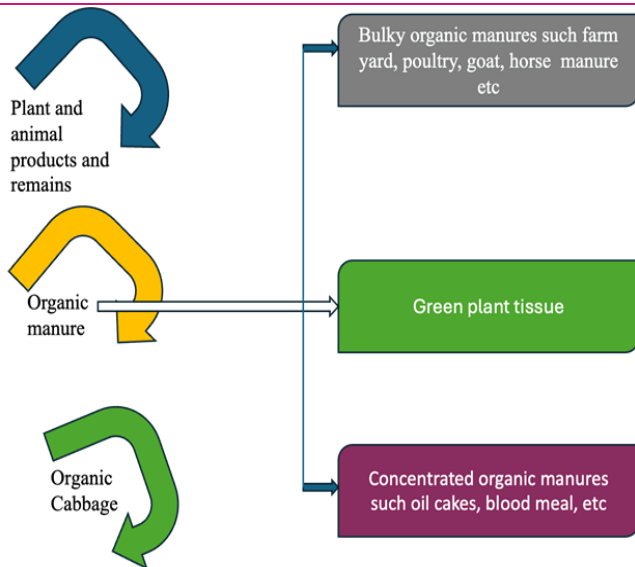 Plant and
animal
products and
remains
Organic
manure
Organic
Cabbage
Bulky organic manures such farm
yard, poultry, goat, horse manure
etc
Green plant tissue
Concentrated organic manures
such oil cakes, blood meal, etc